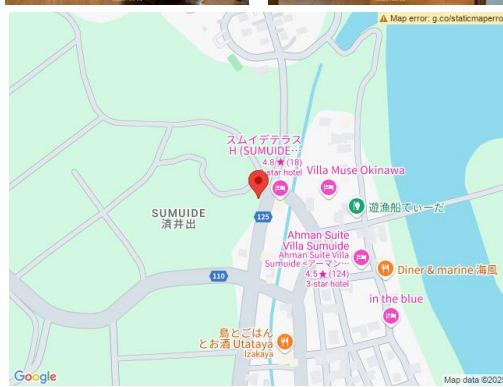 Map error: g.co/staticmaperro
スムイデテラス
H (SUMUIDE…
4.8★(18)
3-star hotel
Villa Muse Okinawa
SUMUIDE
済井出
125
遊漁船てぃーだ
Ahman Suite
Villa Sumuide
Ahman Suite Villa
Sumuide <アーマン…
4.5★(124)
3-star hotel
Diner & marine 海風
110
in the blue
島とごはん
とお酒 Utataya
Izakaya
Google
Map data ©202